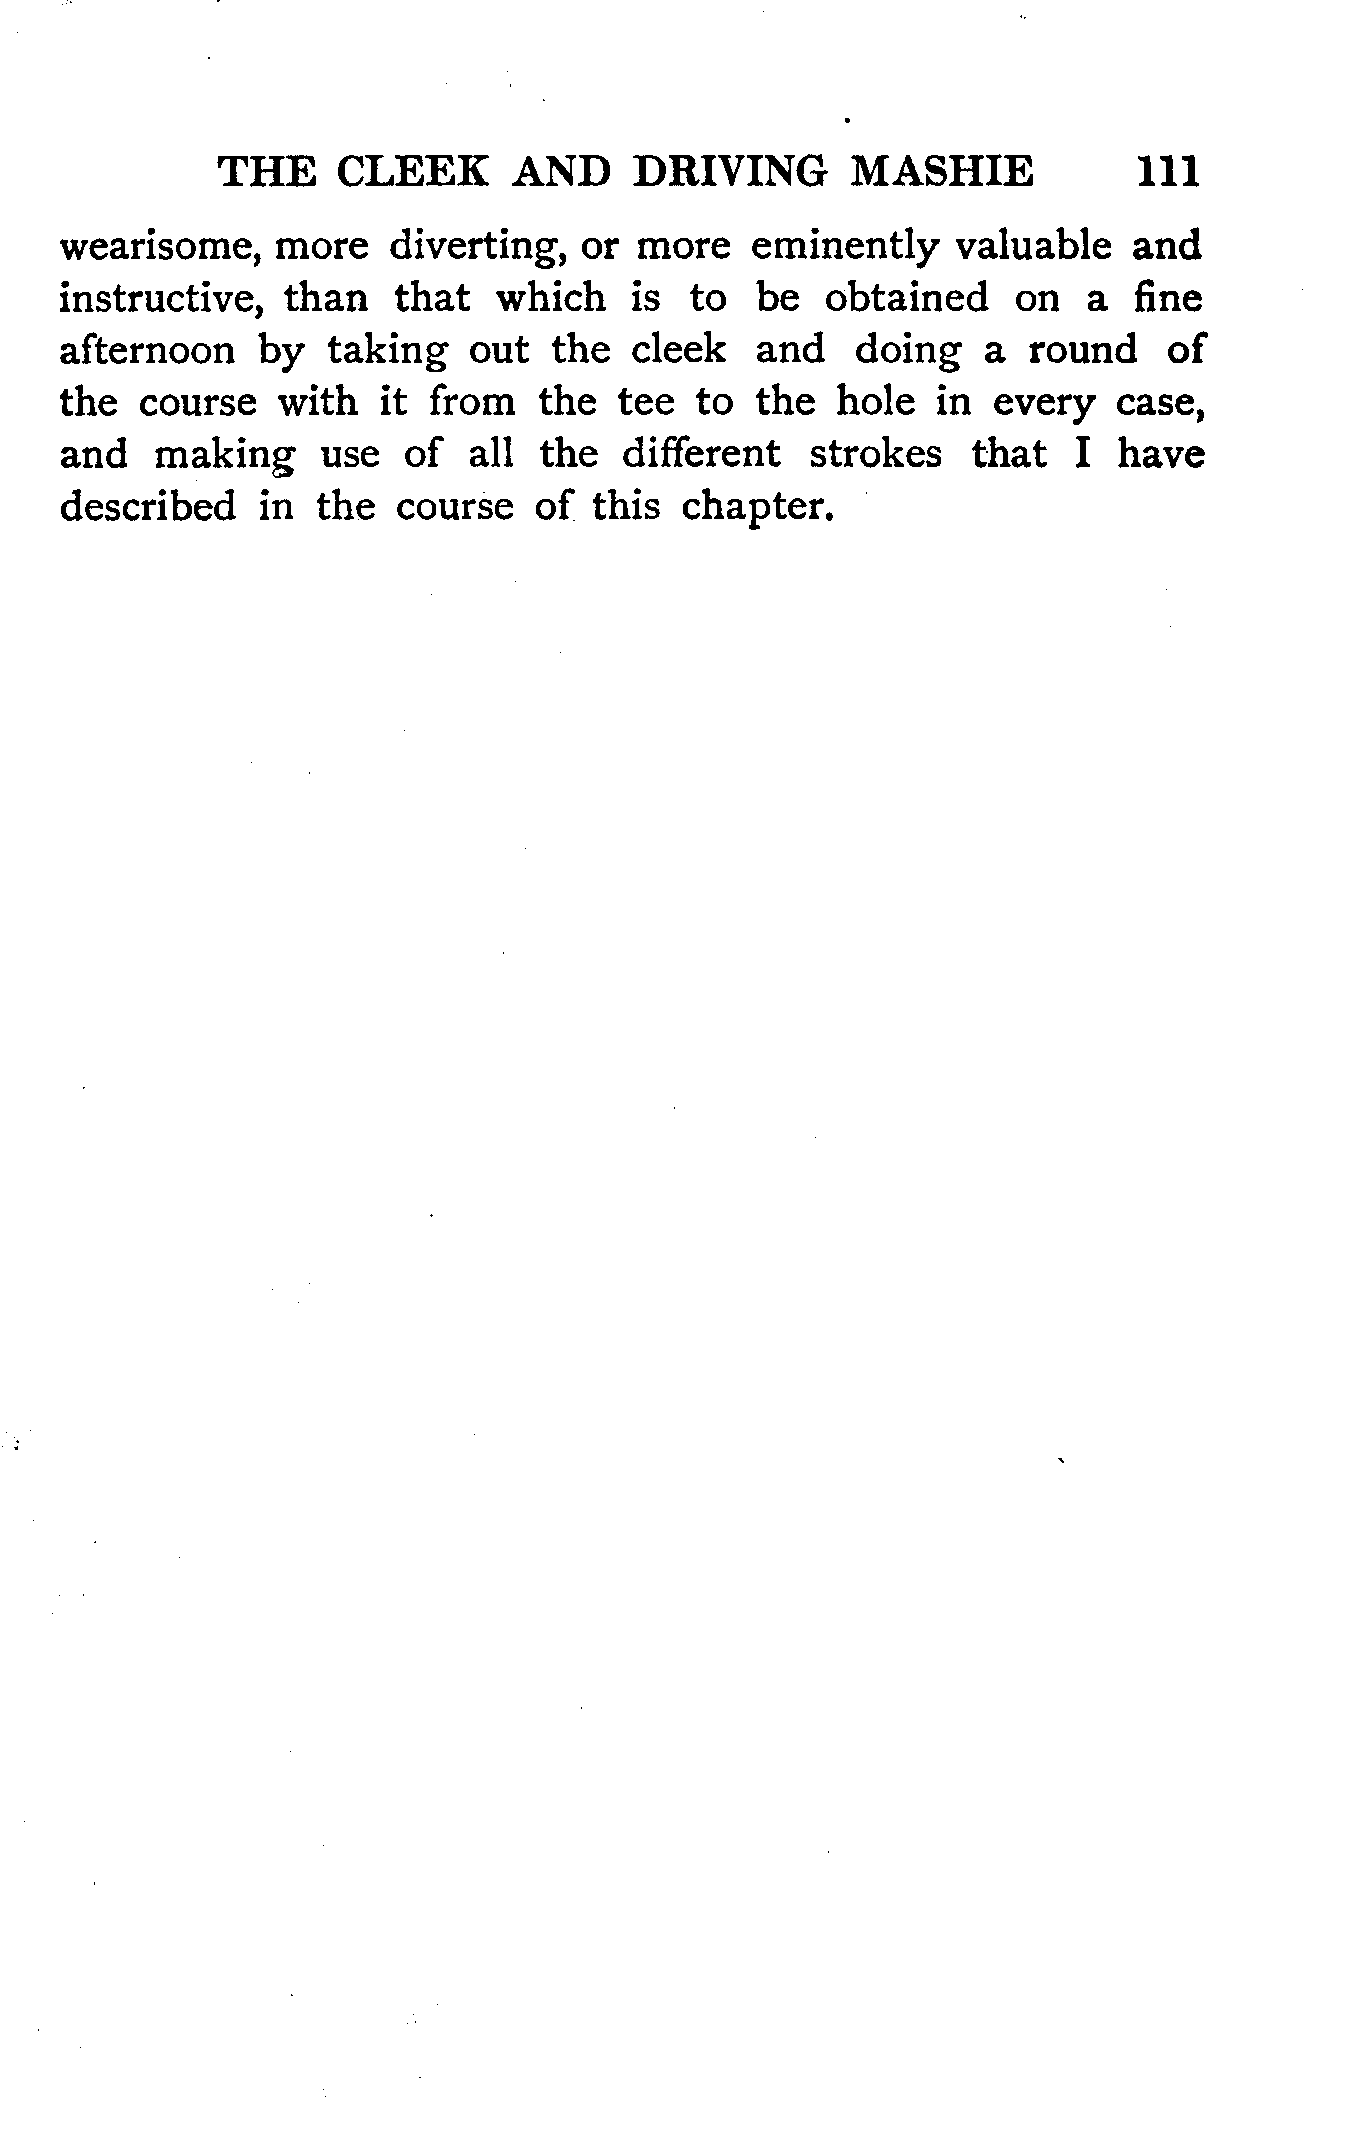 THE CLEEK AND DRIVING MASHIE 111
wearisome, more diverting, or more eminently valuable and
instructive, than that which is to be obtained on a fine
afternoon by taking out the cleek and doing a round of
the course with it from the tee to the hole in every case,
and making use of all the different strokes that I have
described in the course of this chapter.